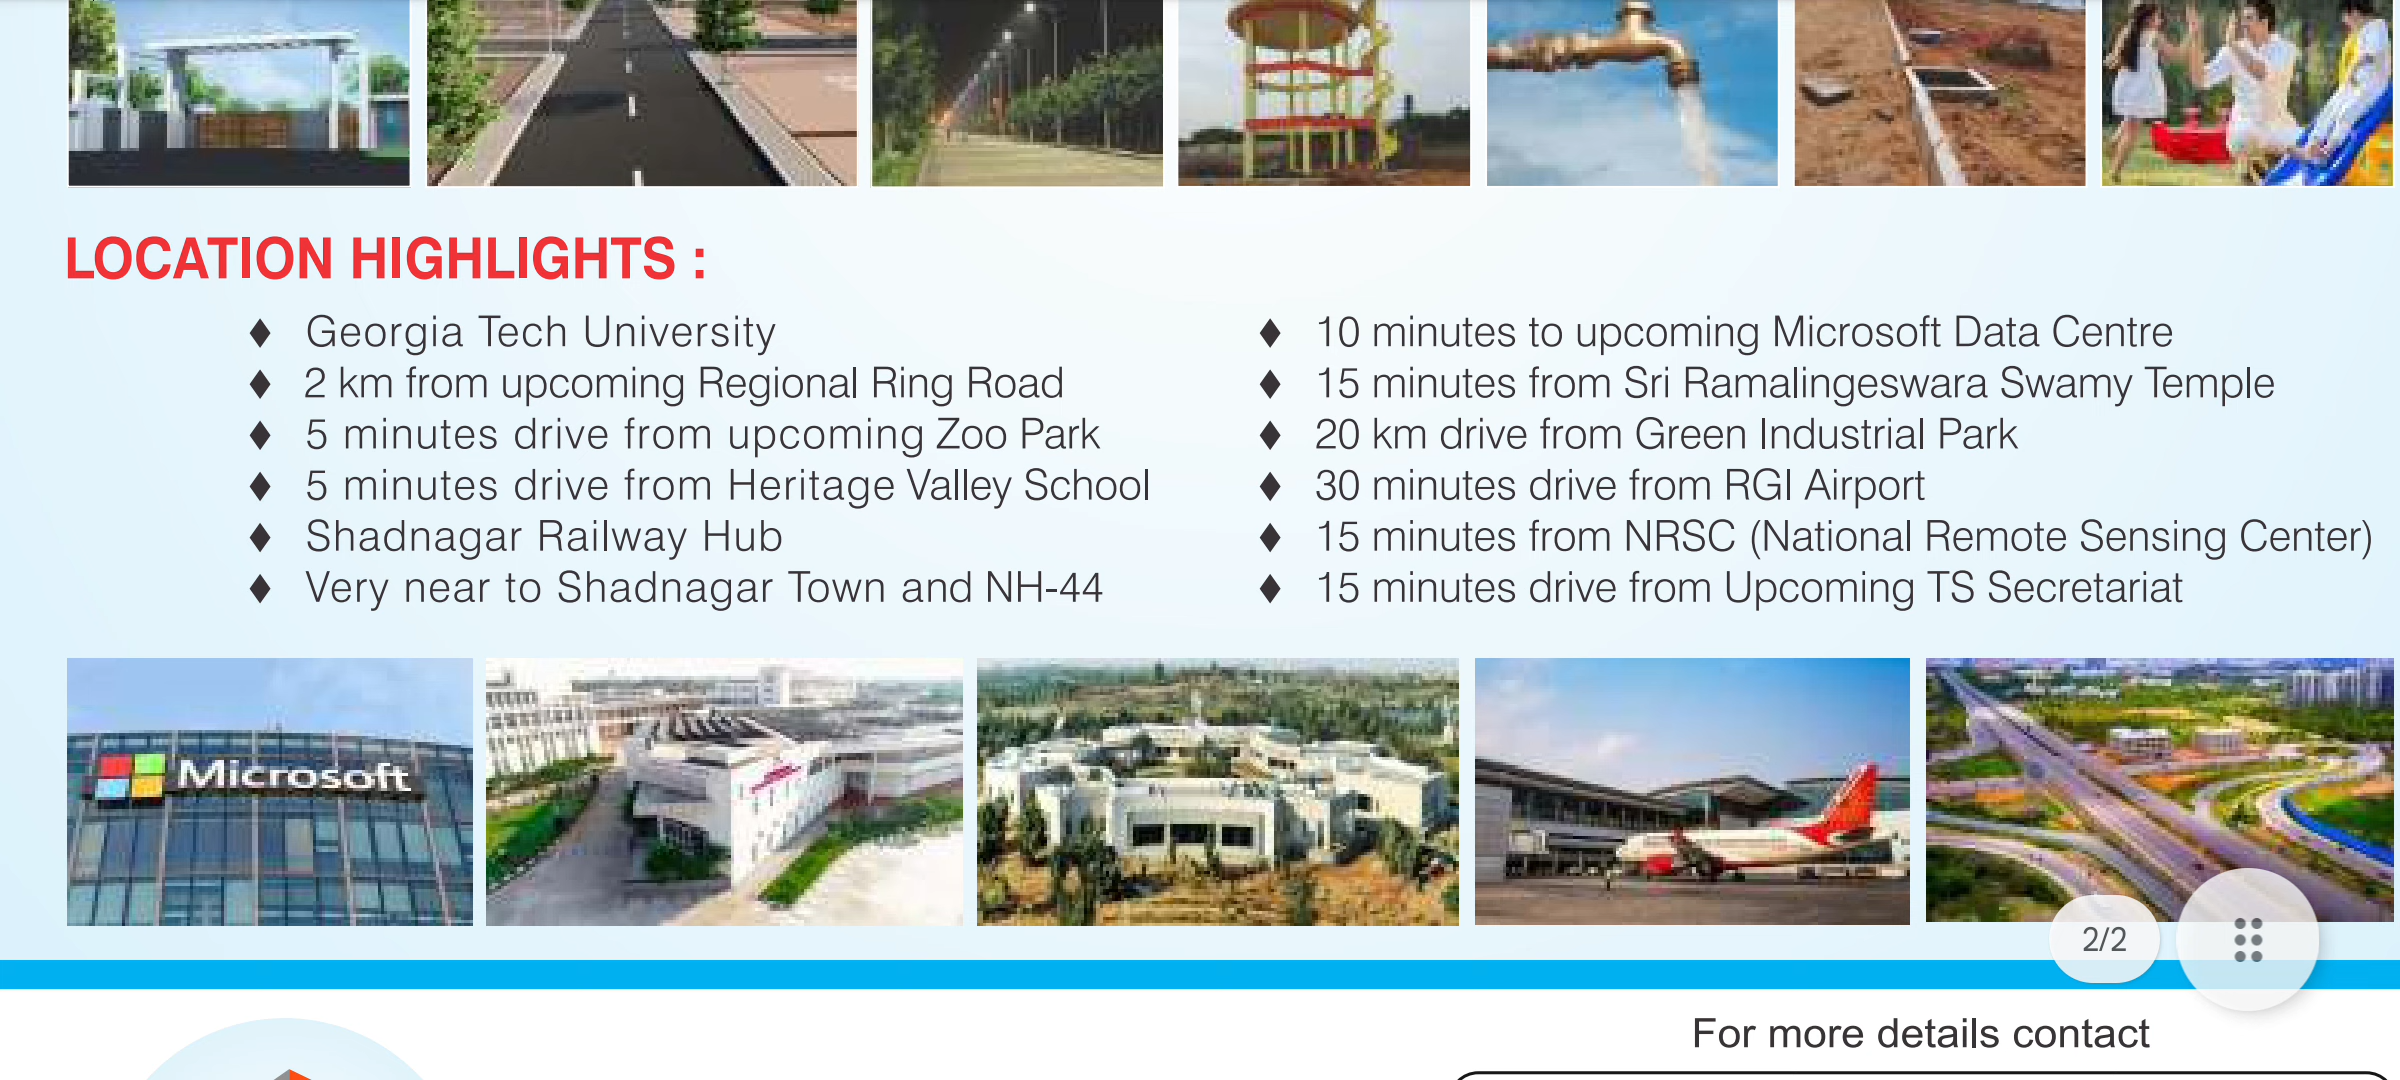 LOCATION HIGHLIGHTS :
♦ Georgia Tech University
♦ 2 km from upcoming Regional Ring Road
♦ 5 minutes drive from upcoming Zoo Park
♦ 5 minutes drive from Heritage Valley School
♦ Shadnagar Railway Hub
♦ Very near to Shadnagar Town and NH-44
♦ 10 minutes to upcoming Microsoft Data Centre
♦ 15 minutes from Sri Ramalingeswara Swamy Temple
♦ 20 km drive from Green Industrial Park
♦ 30 minutes drive from RGI Airport
♦ 15 minutes from NRSC (National Remote Sensing Center)
♦ 15 minutes drive from Upcoming TS Secretariat
Microsoft
2/2
For more details contact